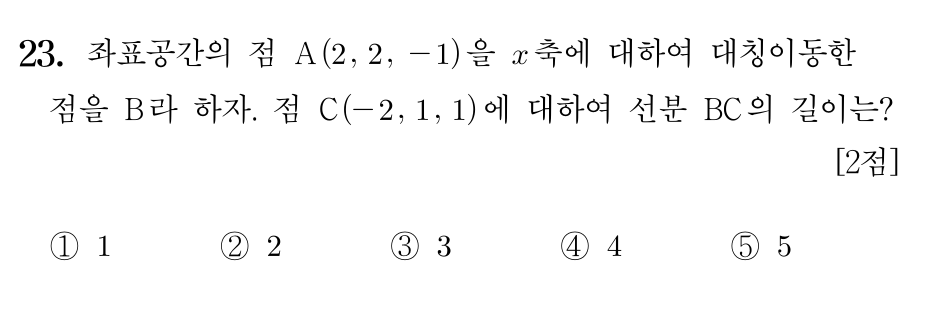 23. 좌표공간의 점 A(2, 2, −1)을 x축에 대하여 대칭이동한
점을 B라 하자. 점 C(−2, 1, 1)에 대하여 선분 BC의 길이는?
[2점]
① 1 ② 2 ③ 3 ④ 4 ⑤ 5